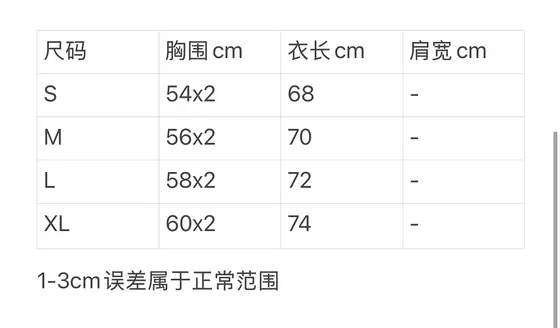 尺码 胸围cm 衣长cm 肩宽cm
S 54x2 68 -
M 56x2 70 -
L 58x2 72 -
XL 60x2 74 -
1-3cm误差属于正常范围